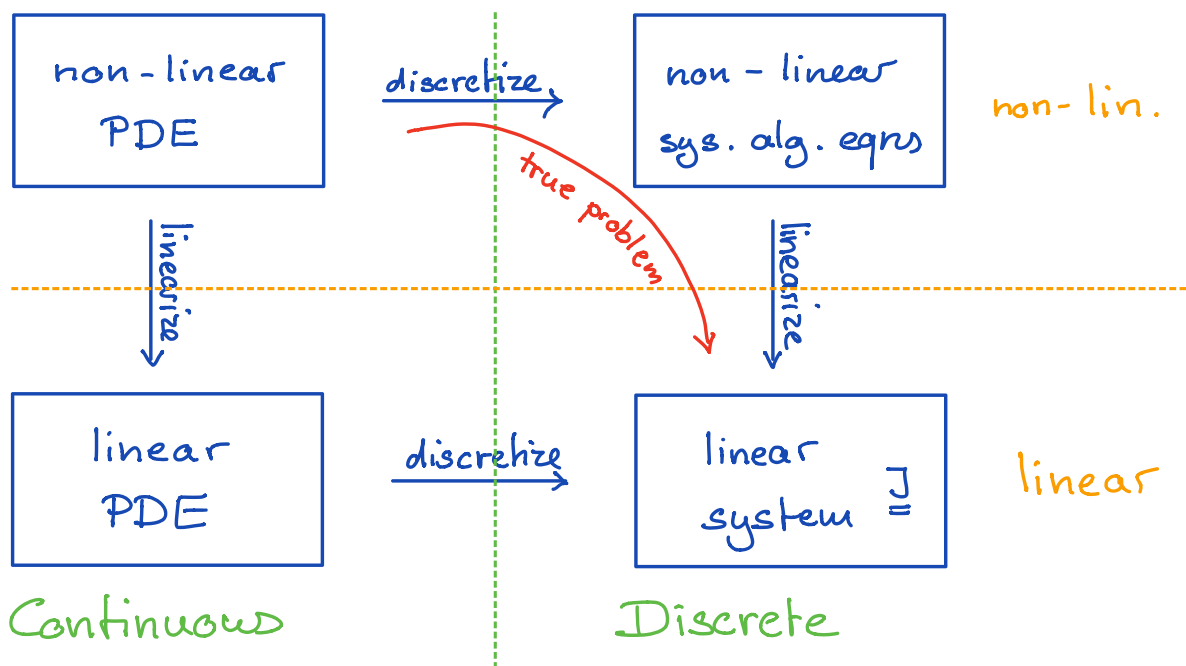 non-linear
PDE
discretize
non-linear
sys. alg. eqns
non-lin.
true problem
linearize
linearize
linear
PDE
discretize
linear
system J
linear
Continuous
Discrete